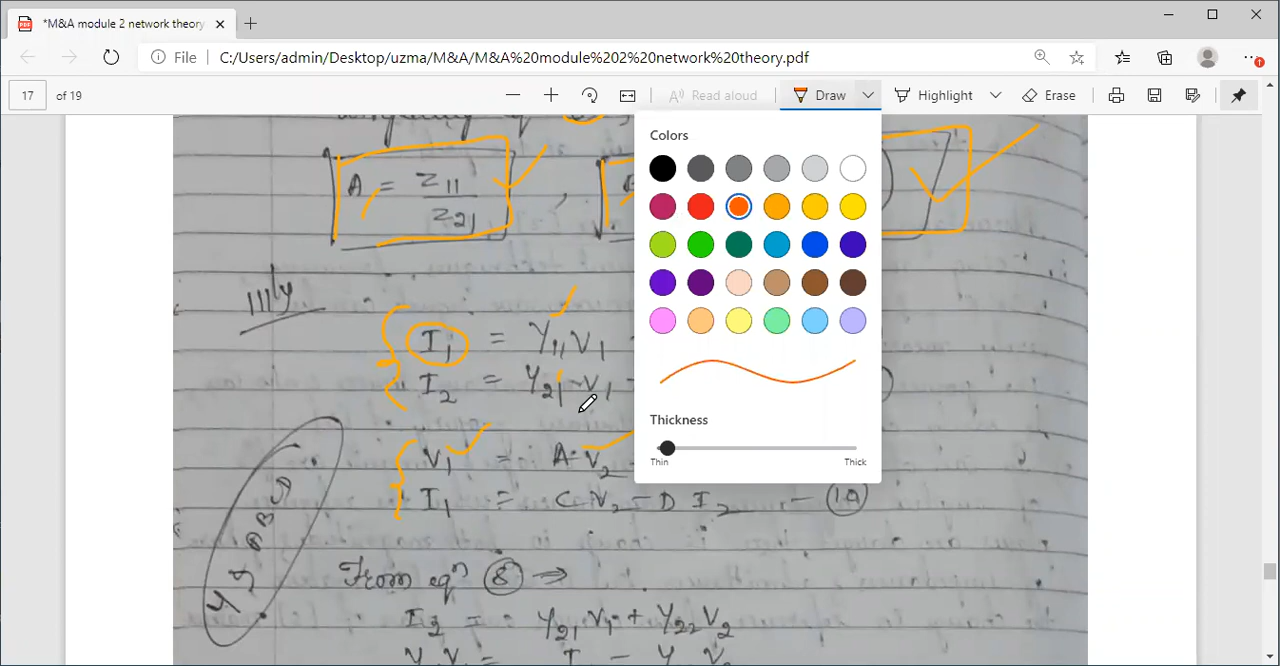 *M&A module 2 network theory
File C:/Users/admin/Desktop/uzma/M&A/M&A%20module%202%20network%20theory.pdf
17 of 19 Read aloud Draw Highlight Erase
Colors
Thickness
Thin Thick
A = Z11 / Z21 ,
111ly
I1 = Y11 V1
I2 = Y21 V1
V1 = A V2
I1 = C V2 - D I2 - (10)
Y → ABCD
From eqn (8) ⇒
I2 = Y21 V1 + Y22 V2